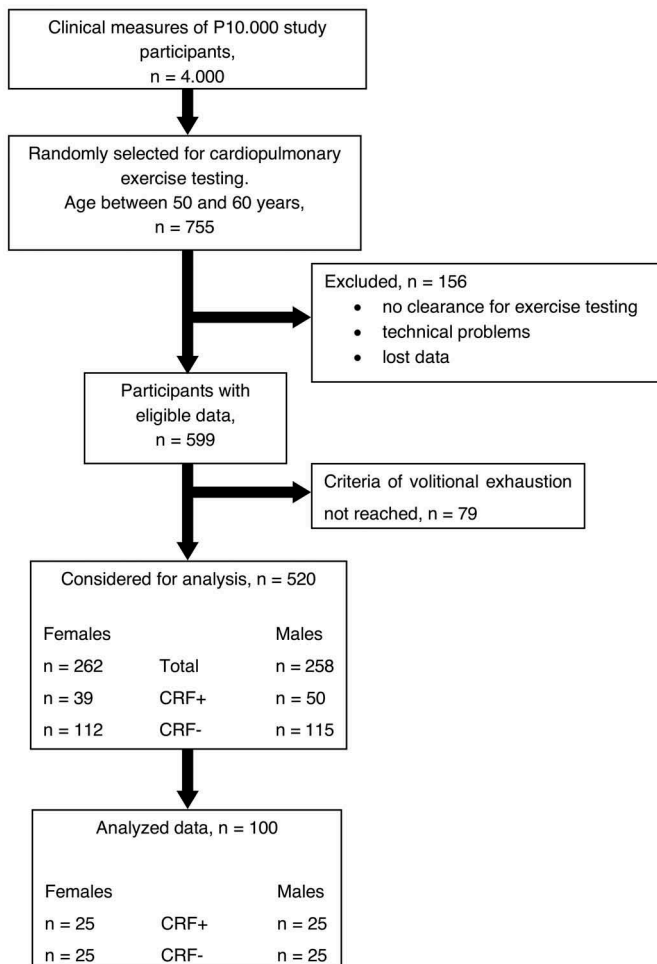 Clinical measures of P10.000 study
participants,
n = 4.000
Randomly selected for cardiopulmonary
exercise testing.
Age between 50 and 60 years,
n = 755
Excluded, n = 156
• no clearance for exercise testing
• technical problems
• lost data
Participants with
eligible data,
n = 599
Criteria of volitional exhaustion
not reached, n = 79
Considered for analysis, n = 520
Females Males
n = 262 Total n = 258
n = 39 CRF+ n = 50
n = 112 CRF- n = 115
Analyzed data, n = 100
Females Males
n = 25 CRF+ n = 25
n = 25 CRF- n = 25